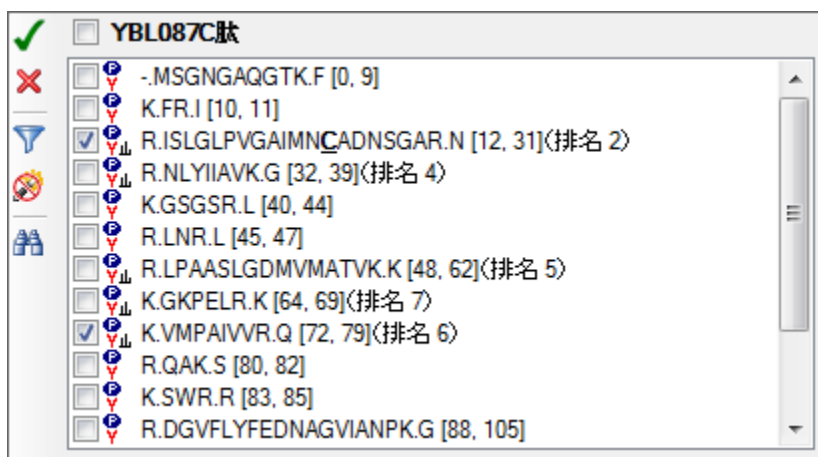 YBL087C肽
-.MSGNGAQGTK.F [0, 9]
K.FR.I [10, 11]
R.ISLGLPVGAIMNCADNSGAR.N [12, 31](排名 2)
R.NLYIIAVK.G [32, 39](排名 4)
K.GSGSR.L [40, 44]
R.LNR.L [45, 47]
R.LPAASLGDMVMATVK.K [48, 62](排名 5)
K.GKPELR.K [64, 69](排名 7)
K.VMPAIVVR.Q [72, 79](排名 6)
R.QAK.S [80, 82]
K.SWR.R [83, 85]
R.DGVFLYFEDNAGVIANPK.G [88, 105]